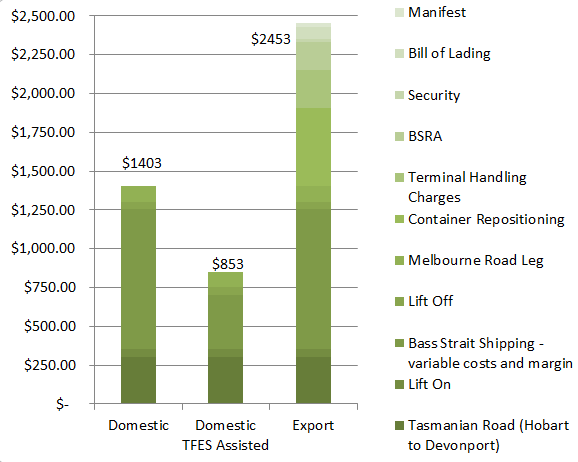 $2,500.00
$2,250.00
$2,000.00
$1,750.00
$1,500.00
$1,250.00
$1,000.00
$750.00
$500.00
$250.00
$-
$1403
$853
$2453
Domestic
Domestic
TFES Assisted
Export
Manifest
Bill of Lading
Security
BSRA
Terminal Handling
Charges
Container Repositioning
Melbourne Road Leg
Lift Off
Bass Strait Shipping -
variable costs and margin
Lift On
Tasmanian Road (Hobart
to Devonport)